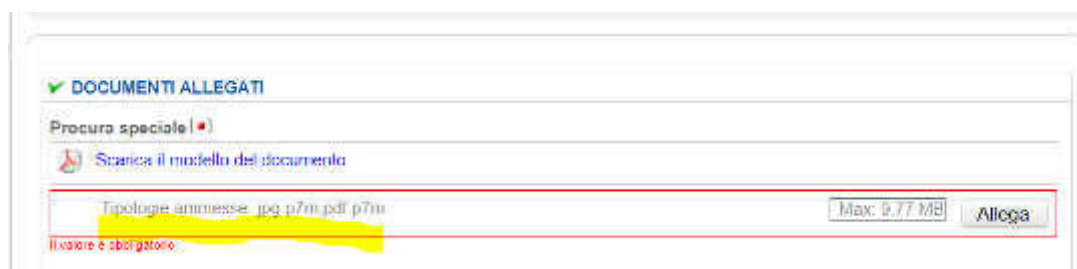 DOCUMENTI ALLEGATI
Procura speciale (•)
Scarica il modello del documento
Tipologie ammesse: jpg.p7m pdf.p7m
Max: 9.77 MB
Allega
Il valore è obbligatorio